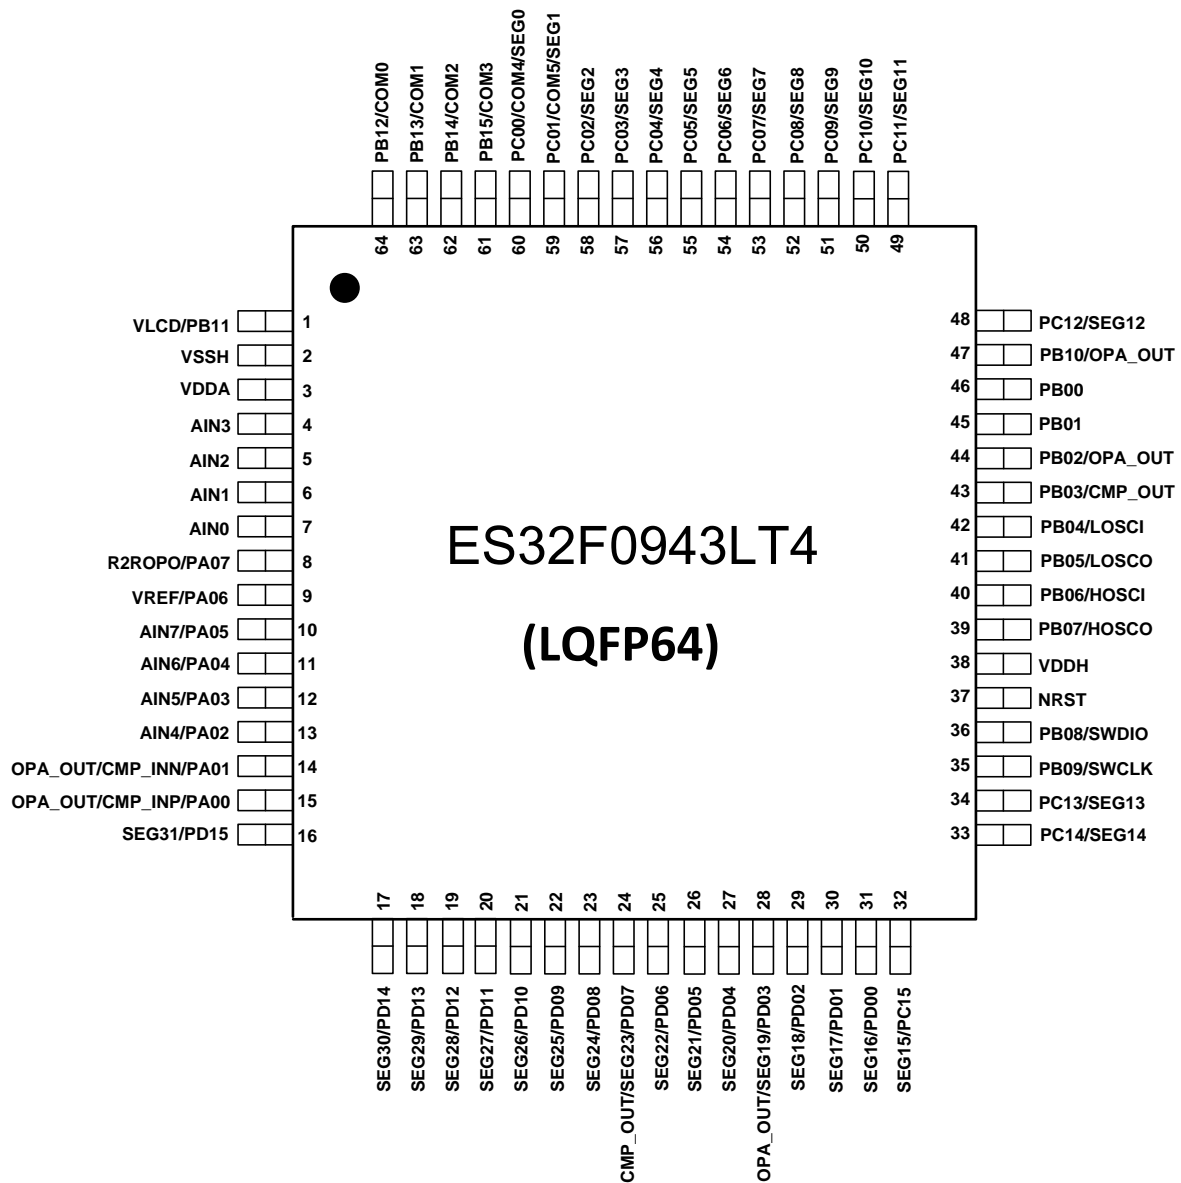 PB12/COM0
PB13/COM1
PB14/COM2
PB15/COM3
PC00/COM4/SEG0
PC01/COM5/SEG1
PC02/SEG2
PC03/SEG3
PC04/SEG4
PC05/SEG5
PC06/SEG6
PC07/SEG7
PC08/SEG8
PC09/SEG9
PC10/SEG10
PC11/SEG11
64
63
62
61
60
59
58
57
56
55
54
53
52
51
50
49
VLCD/PB11 1
VSSH 2
VDDA 3
AIN3 4
AIN2 5
AIN1 6
AIN0 7
R2ROPO/PA07 8
VREF/PA06 9
AIN7/PA05 10
AIN6/PA04 11
AIN5/PA03 12
AIN4/PA02 13
OPA_OUT/CMP_INN/PA01 14
OPA_OUT/CMP_INP/PA00 15
SEG31/PD15 16
ES32F0943LT4
(LQFP64)
48 PC12/SEG12
47 PB10/OPA_OUT
46 PB00
45 PB01
44 PB02/OPA_OUT
43 PB03/CMP_OUT
42 PB04/LOSCI
41 PB05/LOSCO
40 PB06/HOSCI
39 PB07/HOSCO
38 VDDH
37 NRST
36 PB08/SWDIO
35 PB09/SWCLK
34 PC13/SEG13
33 PC14/SEG14
17
18
19
20
21
22
23
24
25
26
27
28
29
30
31
32
SEG30/PD14
SEG29/PD13
SEG28/PD12
SEG27/PD11
SEG26/PD10
SEG25/PD09
SEG24/PD08
CMP_OUT/SEG23/PD07
SEG22/PD06
SEG21/PD05
SEG20/PD04
OPA_OUT/SEG19/PD03
SEG18/PD02
SEG17/PD01
SEG16/PD00
SEG15/PC15